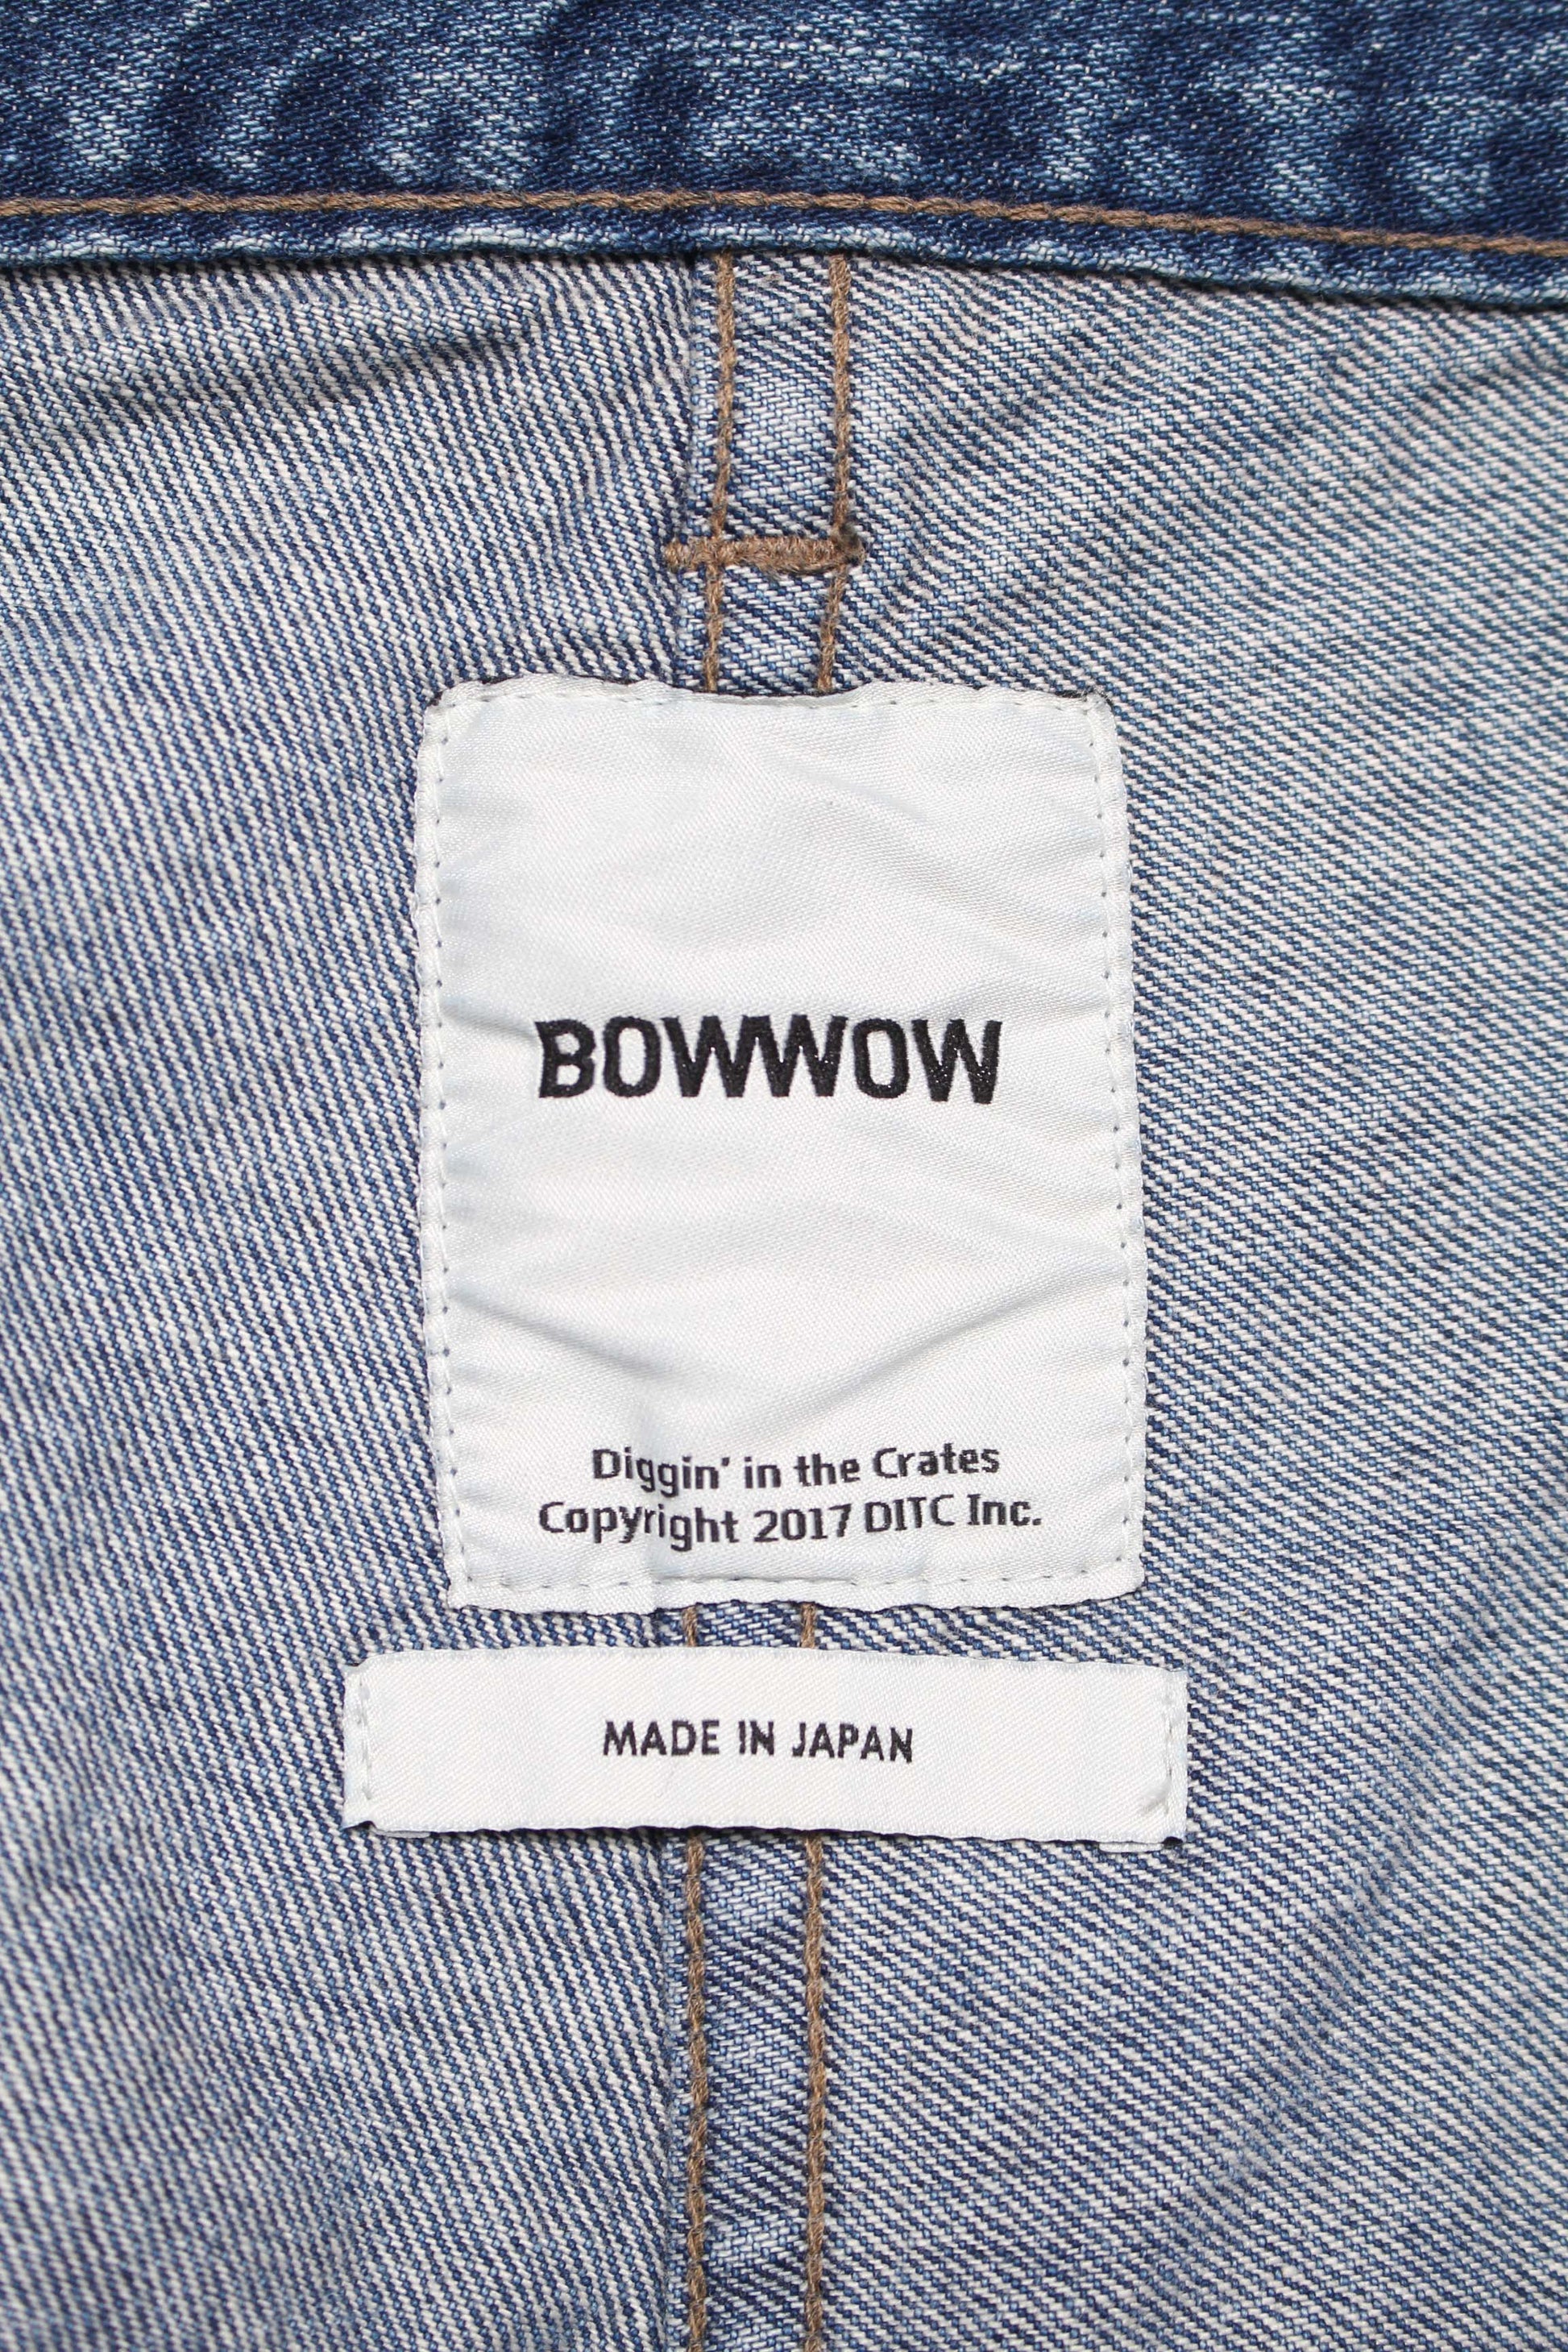 BOWWOW
Diggin' in the Crates
Copyright 2017 DITC Inc.
MADE IN JAPAN